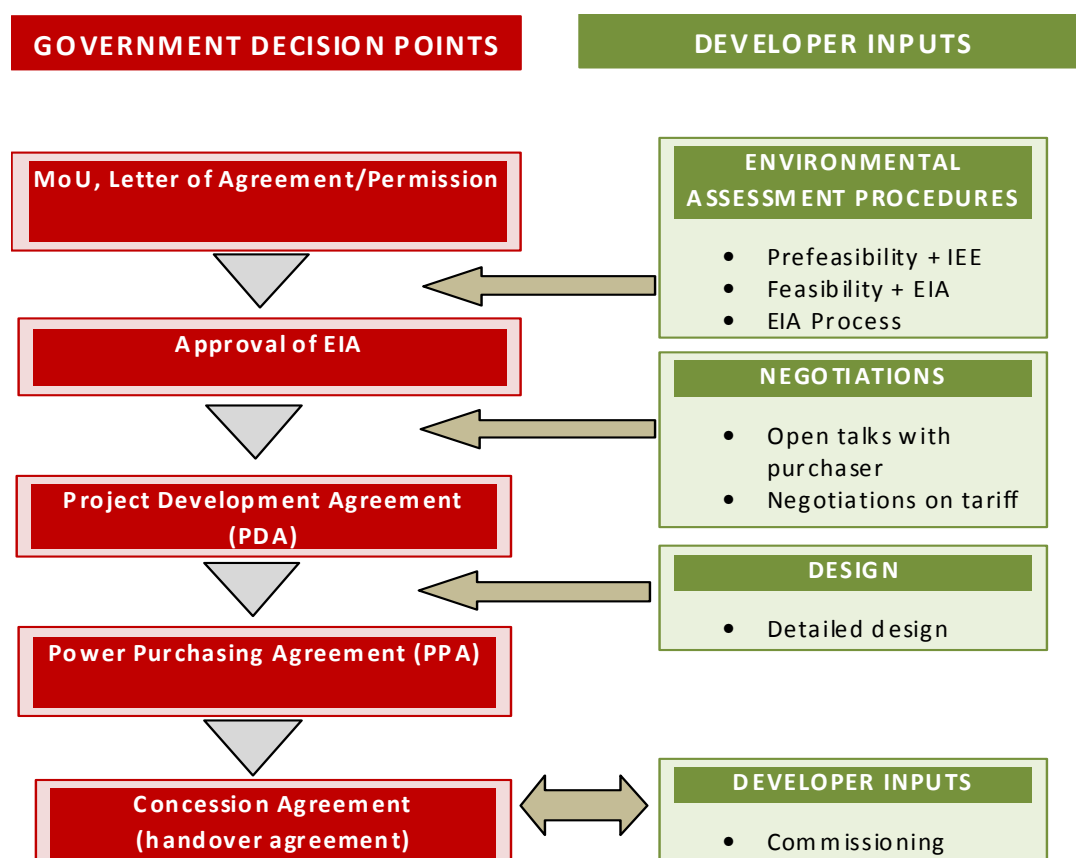 GOVERNMENT DECISION POINTS
DEVELOPER INPUTS
MoU, Letter of Agreement/Permission
ENVIRONMENTAL
ASSESSMENT PROCEDURES
• Prefeasibility + IEE
• Feasibility + EIA
• EIA Process
Approval of EIA
NEGOTIATIONS
• Open talks with
purchaser
• Negotiations on tariff
Project Development Agreement
(PDA)
DESIGN
• Detailed design
Power Purchasing Agreement (PPA)
Concession Agreement
(handover agreement)
DEVELOPER INPUTS
• Commissioning